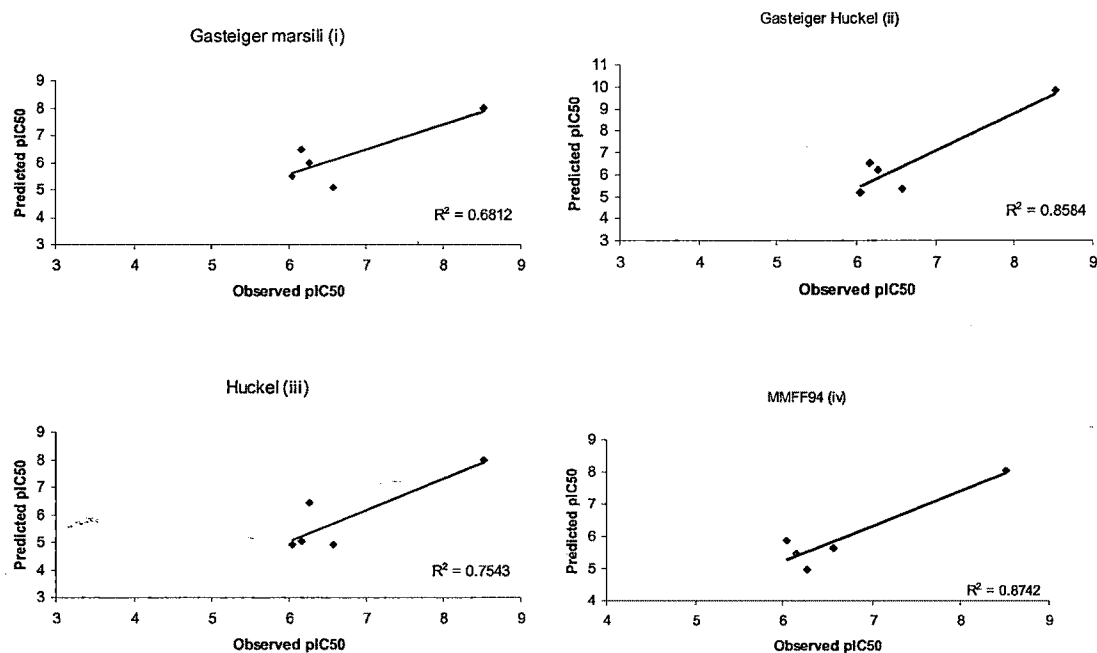 Gasteiger marsili (i)
Predicted pIC50
9
8
7
6
5
4
3
3 4 5 6 7 8 9
Observed pIC50
R² = 0.6812
Gasteiger Huckel (ii)
Predicted pIC50
11
10
9
8
7
6
5
4
3
3 4 5 6 7 8 9
Observed pIC50
R² = 0.8584
Huckel (iii)
Predicted pIC50
9
8
7
6
5
4
3
3 4 5 6 7 8 9
Observed pIC50
R² = 0.7543
MMFF94 (iv)
Predicted pIC50
9
8
7
6
5
4
4 5 6 7 8 9
Observed pIC50
R² = 0.8742